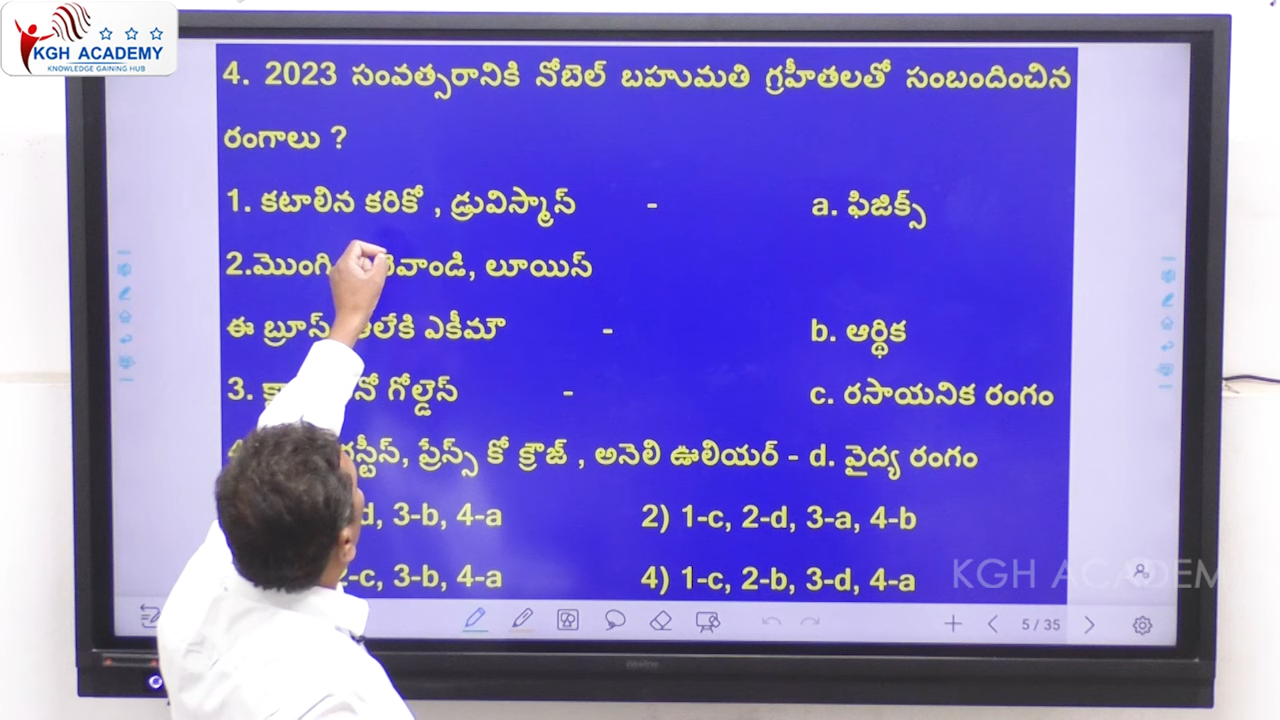 KGH ACADEMY
KNOWLEDGE GAINING HUB
4. 2023 సంవత్సరానికి నోబెల్ బహుమతి గ్రహీతలతో సంబందించిన
రంగాలు ?
1. కటాలిన కరికో , డ్రువిస్మాస్ - a. ఫిజిక్స్
2. లూయిస్
ఈ ఎకీమౌ - b. ఆర్థిక
3. గోల్డెస్ - c. రసాయనిక రంగం
ప్రేస్స్ కో క్రౌజ్ , అనెలి ఊలియర్ - d. వైద్య రంగం
3-b, 4-a 2) 1-c, 2-d, 3-a, 4-b
3-b, 4-a 4) 1-c, 2-b, 3-d, 4-a
KGH ACADEM
5 / 35